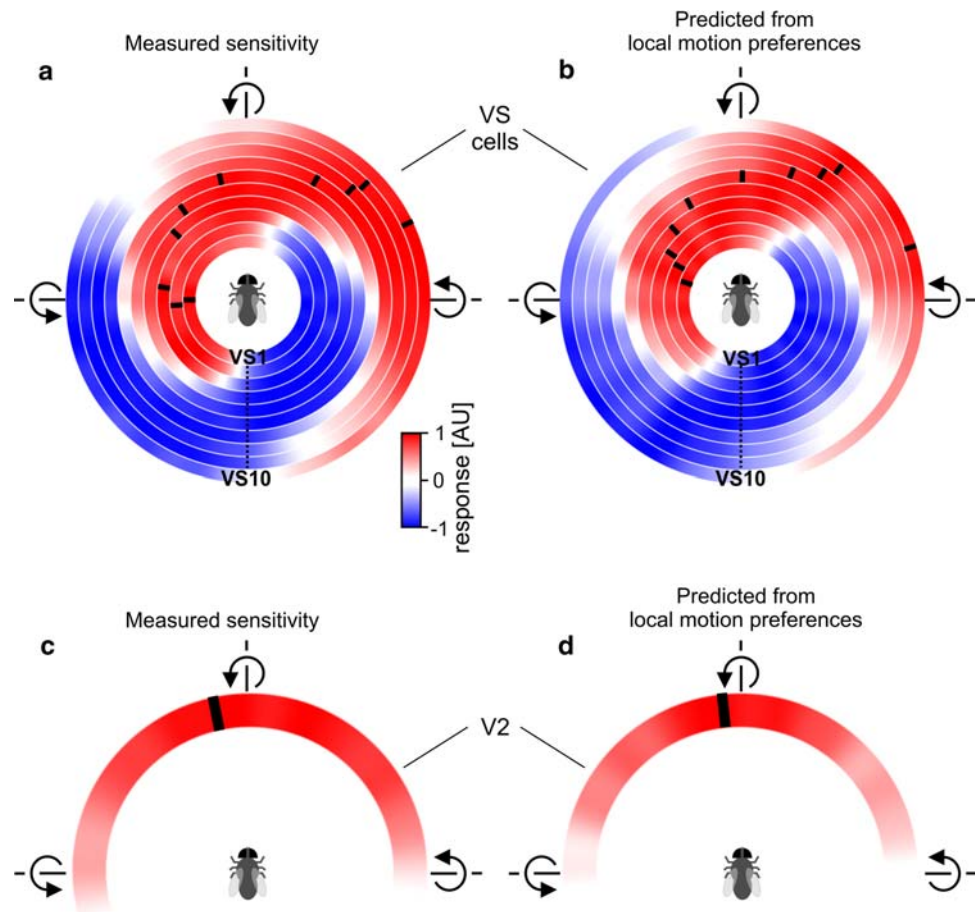 Measured sensitivity
Predicted from
local motion preferences
a
b
VS
cells
VS1
VS10
VS1
VS10
1
0
-1
response [AU]
Measured sensitivity
Predicted from
local motion preferences
c
d
V2